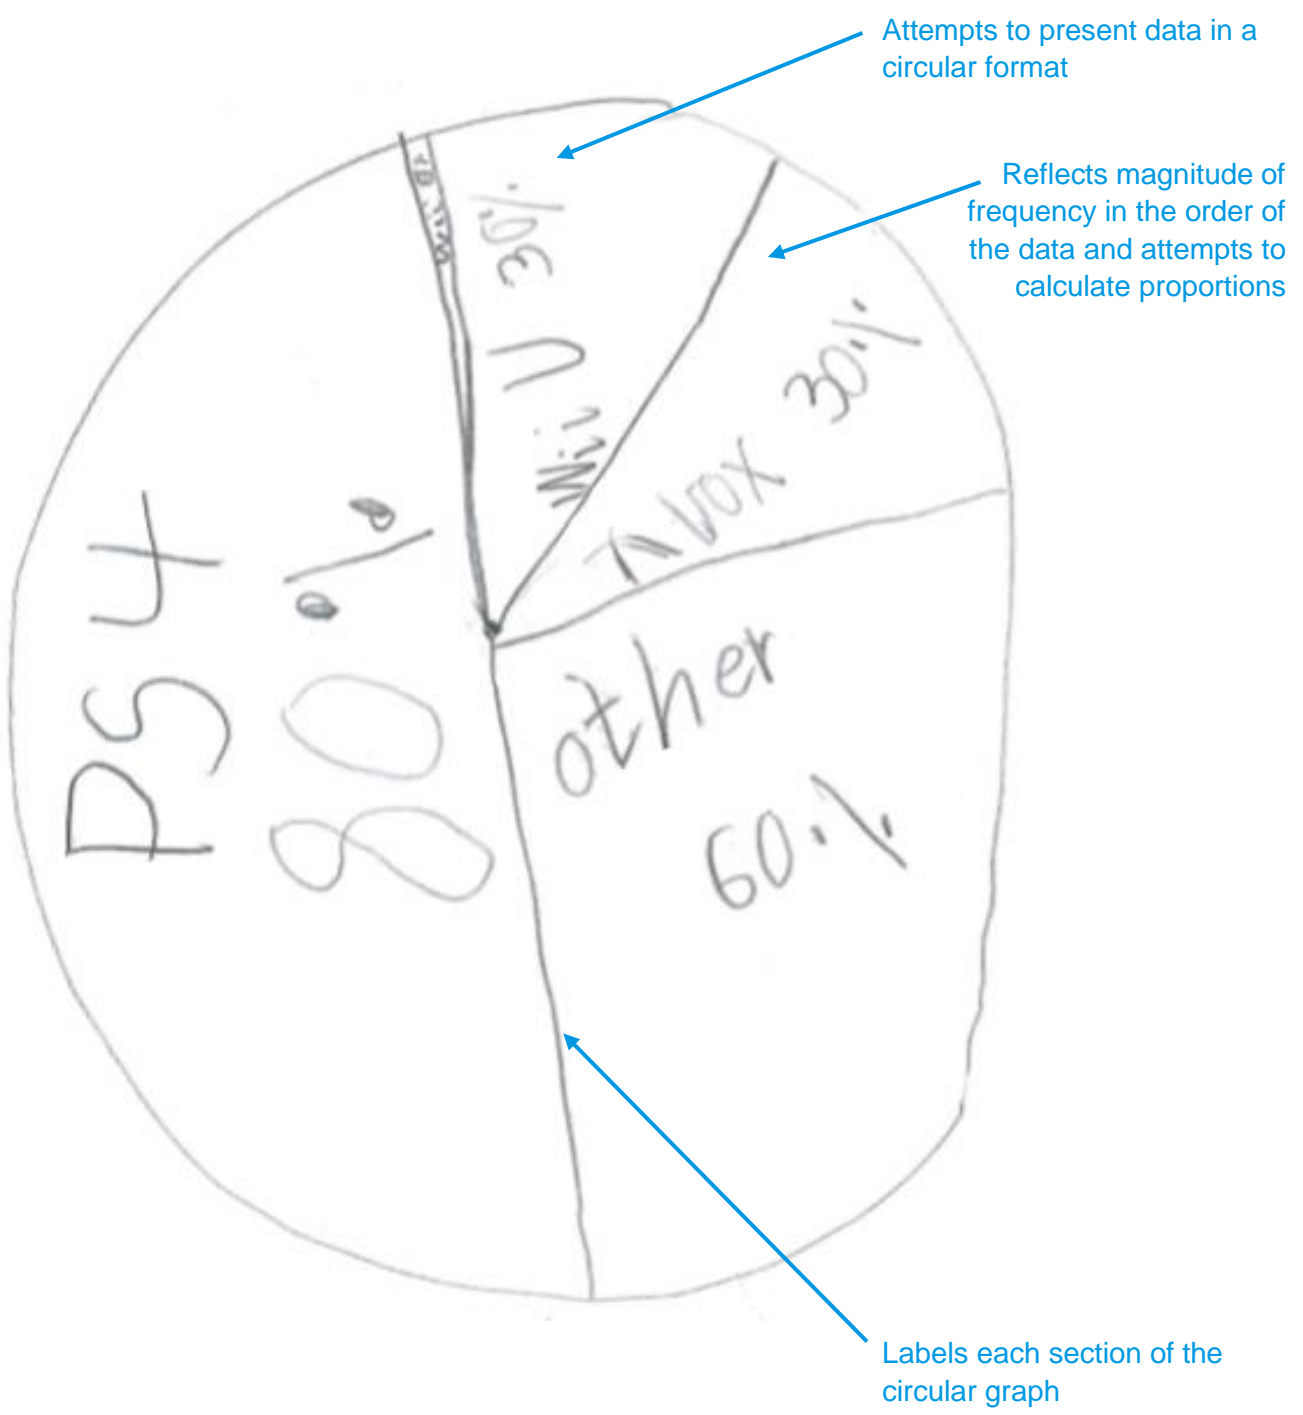 Attempts to present data in a
circular format
Reflects magnitude of
frequency in the order of
the data and attempts to
calculate proportions
30%
Wii U
30%
PS4
80%
other
60%
Labels each section of the
circular graph